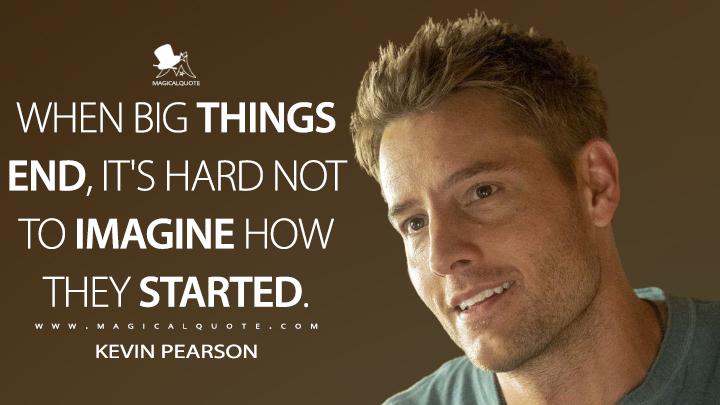 MAGICALQUOTE
WHEN BIG THINGS
END, IT'S HARD NOT
TO IMAGINE HOW
THEY STARTED.
WWW.MAGICALQUOTE.COM
KEVIN PEARSON